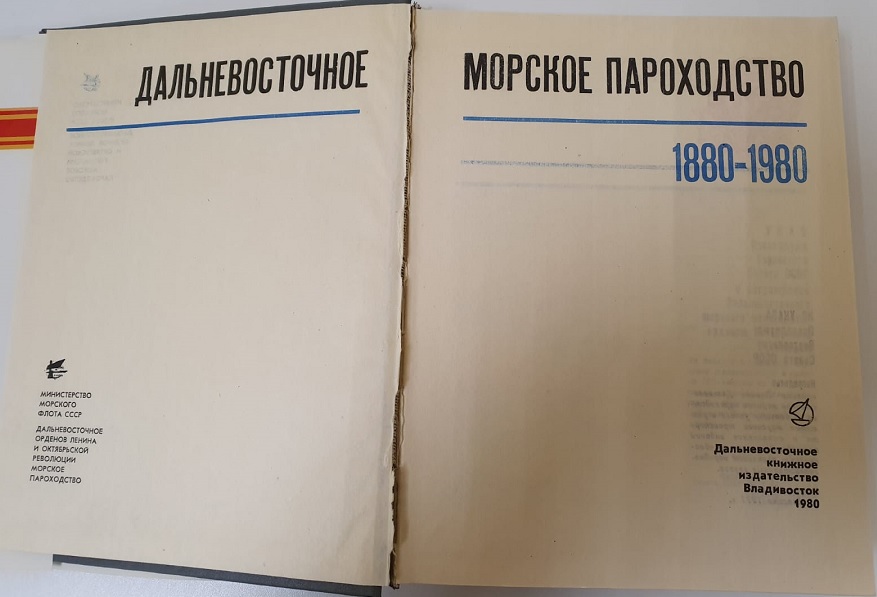 ДАЛЬНЕВОСТОЧНОЕ
МОРСКОЕ ПАРОХОДСТВО
1880-1980
МИНИСТЕРСТВО
МОРСКОГО
ФЛОТА СССР
ДАЛЬНЕВОСТОЧНОЕ
ОРДЕНОВ ЛЕНИНА
И ОКТЯБРЬСКОЙ
РЕВОЛЮЦИИ
МОРСКОЕ
ПАРОХОДСТВО
Дальневосточное
книжное
издательство
Владивосток
1980